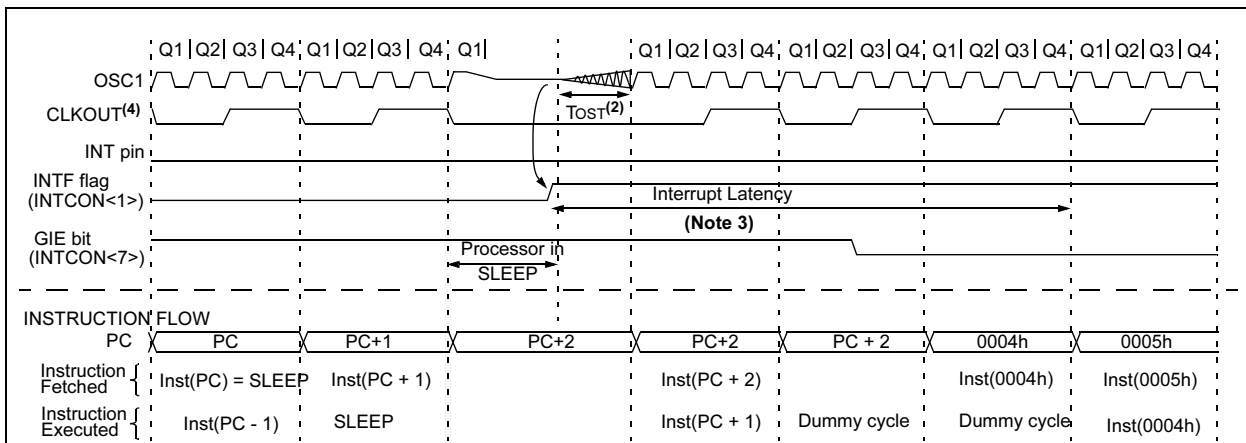 Q1 Q2 Q3 Q4 Q1 Q2 Q3 Q4 Q1 Q1 Q2 Q3 Q4 Q1 Q2 Q3 Q4 Q1 Q2 Q3 Q4 Q1 Q2 Q3 Q4
OSC1
CLKOUT(4)
TOST(2)
INT pin
INTF flag
(INTCON<1>)
Interrupt Latency
(Note 3)
GIE bit
(INTCON<7>)
Processor in
SLEEP
INSTRUCTION FLOW
PC PC PC+1 PC+2 PC+2 PC + 2 0004h 0005h
Instruction
Fetched
Inst(PC) = SLEEP Inst(PC + 1) Inst(PC + 2) Inst(0004h) Inst(0005h)
Instruction
Executed
Inst(PC - 1) SLEEP Inst(PC + 1) Dummy cycle Dummy cycle Inst(0004h)